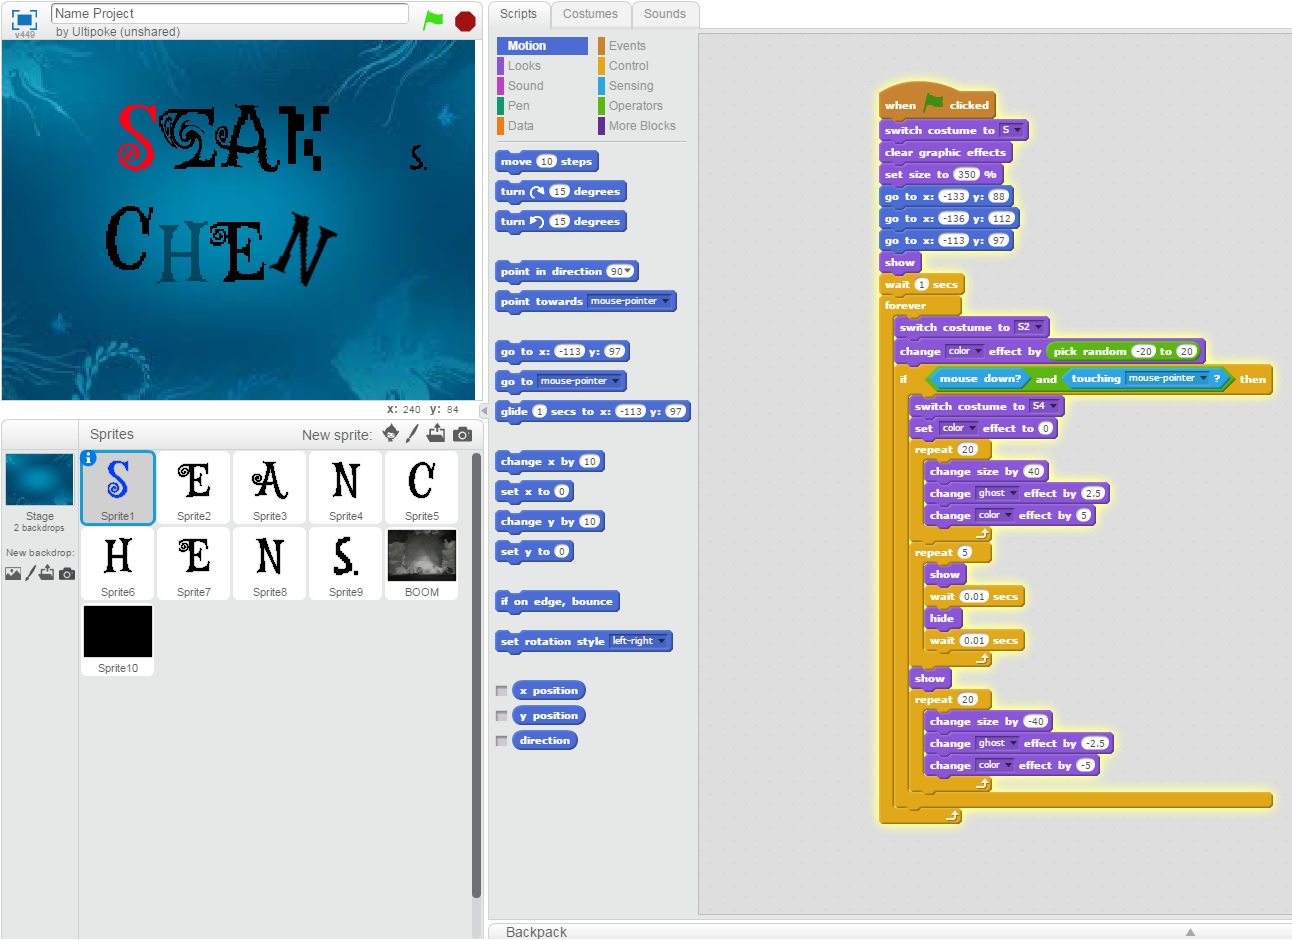 Name Project
v449
by Ultipoke (unshared)
SEAN
S.
CHEN
x: 240 y: 84
Sprites
New sprite:
Stage
2 backdrops
New backdrop:
S
Sprite1
E
Sprite2
A
Sprite3
N
Sprite4
C
Sprite5
H
Sprite6
E
Sprite7
N
Sprite8
S.
Sprite9
BOOM
Sprite10
Scripts
Costumes
Sounds
Motion
Events
Looks
Control
Sound
Sensing
Pen
Operators
Data
More Blocks
move 10 steps
turn 15 degrees
turn 15 degrees
point in direction 90
point towards mouse-pointer
go to x: -113 y: 97
go to mouse-pointer
glide 1 secs to x: -113 y: 97
change x by 10
set x to 0
change y by 10
set y to 0
if on edge, bounce
set rotation style left-right
x position
y position
direction
when clicked
switch costume to S
clear graphic effects
set size to 350 %
go to x: -133 y: 88
go to x: -136 y: 112
go to x: -113 y: 97
show
wait 1 secs
forever
switch costume to S2
change color effect by pick random -20 to 20
if mouse down? and touching mouse-pointer ? then
switch costume to S4
set color effect to 0
repeat 20
change size by 40
change ghost effect by 2.5
change color effect by 5
repeat 5
show
wait 0.01 secs
hide
wait 0.01 secs
show
repeat 20
change size by -40
change ghost effect by -2.5
change color effect by -5
Backpack